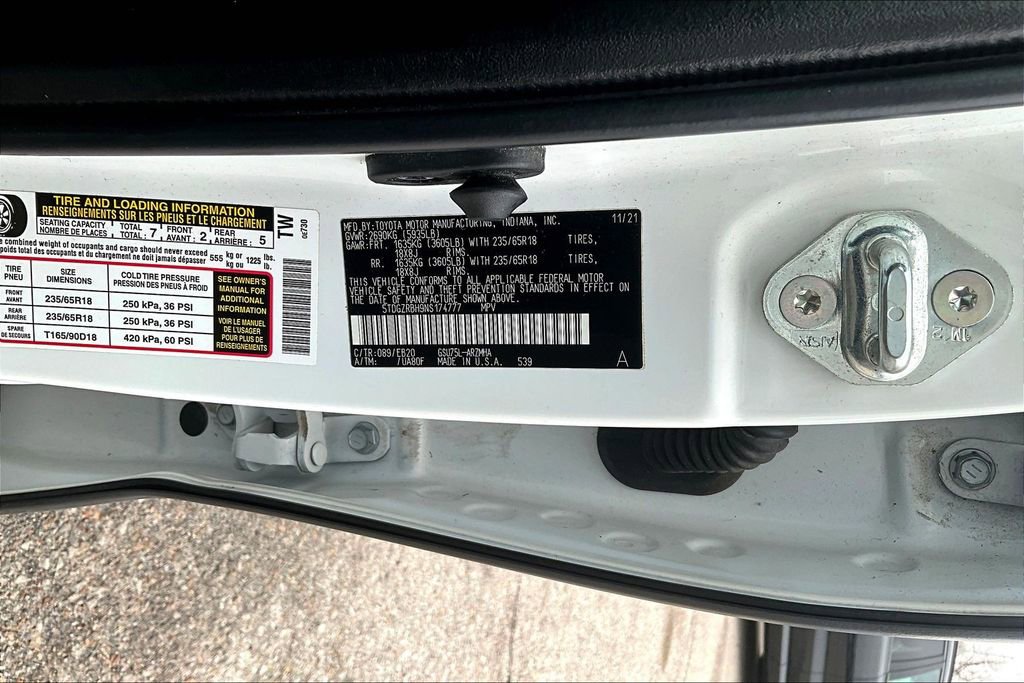 TIRE AND LOADING INFORMATION
RENSEIGNEMENTS SUR LES PNEUS ET LE CHARGEMENT
SEATING CAPACITY TOTAL: 7 FRONT 2 REAR 5
NOMBRE DE PLACES TOTAL: AVANT: ARRIÈRE:
combined weight of occupants and cargo should never exceed 555 kg or 1225 lbs.
poids total des occupants et du chargement ne doit jamais dépasser kg ou lb.
TIRE SIZE COLD TIRE PRESSURE
PNEU DIMENSIONS PRESSION DES PNEUS À FROID
FRONT AVANT 235/65R18 250 kPa, 36 PSI
REAR ARRIÈRE 235/65R18 250 kPa, 36 PSI
SPARE DE SECOURS T165/90D18 420 kPa, 60 PSI
SEE OWNER'S
MANUAL FOR
ADDITIONAL
INFORMATION
VOIR LE MANUEL
DE L'USAGER
POUR PLUS DE
RENSEIGNEMENTS
TW
0E730
MFD.BY:TOYOTA MOTOR MANUFACTURING, INDIANA, INC. 11/21
GVWR:2690KG (5935LB)
GAWR:FRT. 1635KG (3605LB) WITH 235/65R18 TIRES,
18X8J RIMS,
RR. 1635KG (3605LB) WITH 235/65R18 TIRES,
18X8J RIMS.
THIS VEHICLE CONFORMS TO ALL APPLICABLE FEDERAL MOTOR
VEHICLE SAFETY AND THEFT PREVENTION STANDARDS IN EFFECT ON
THE DATE OF MANUFACTURE SHOWN ABOVE.
5TDGZRBH9NS174777 MPV
C/TR:089/EB20 GSU75L-ARZMHA
A/TM: /UA80F MADE IN U.S.A. 539 A